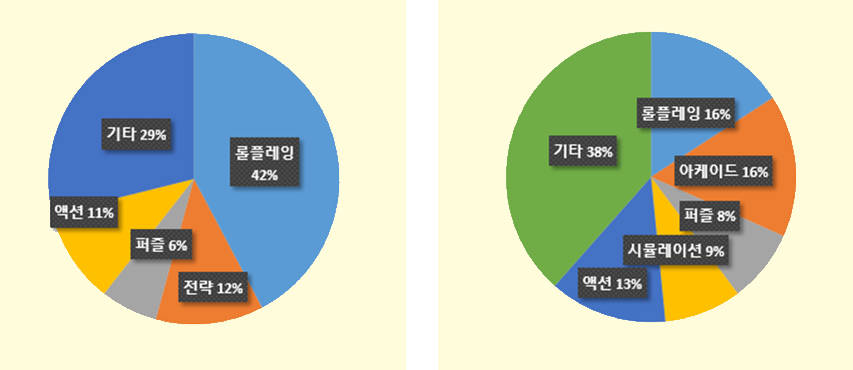 기타 29%
롤플레잉
42%
액션 11%
퍼즐 6%
전략 12%
롤플레잉 16%
기타 38%
아케이드 16%
퍼즐 8%
시뮬레이션 9%
액션 13%